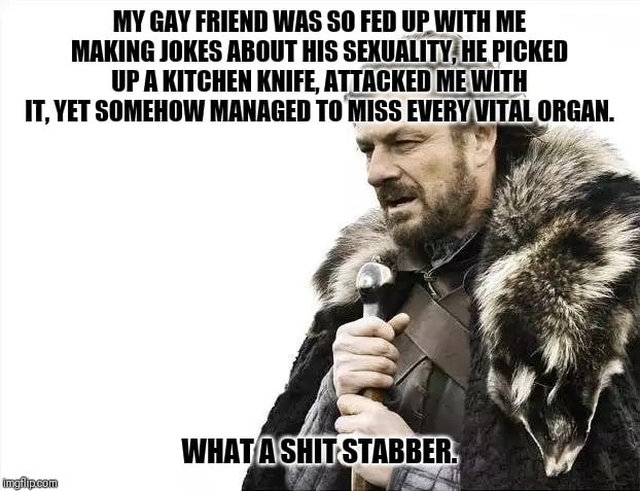 MY GAY FRIEND WAS SO FED UP WITH ME
MAKING JOKES ABOUT HIS SEXUALITY, HE PICKED
UP A KITCHEN KNIFE, ATTACKED ME WITH
IT, YET SOMEHOW MANAGED TO MISS EVERY VITAL ORGAN.
WHAT A SHIT STABBER.
imgflip.com